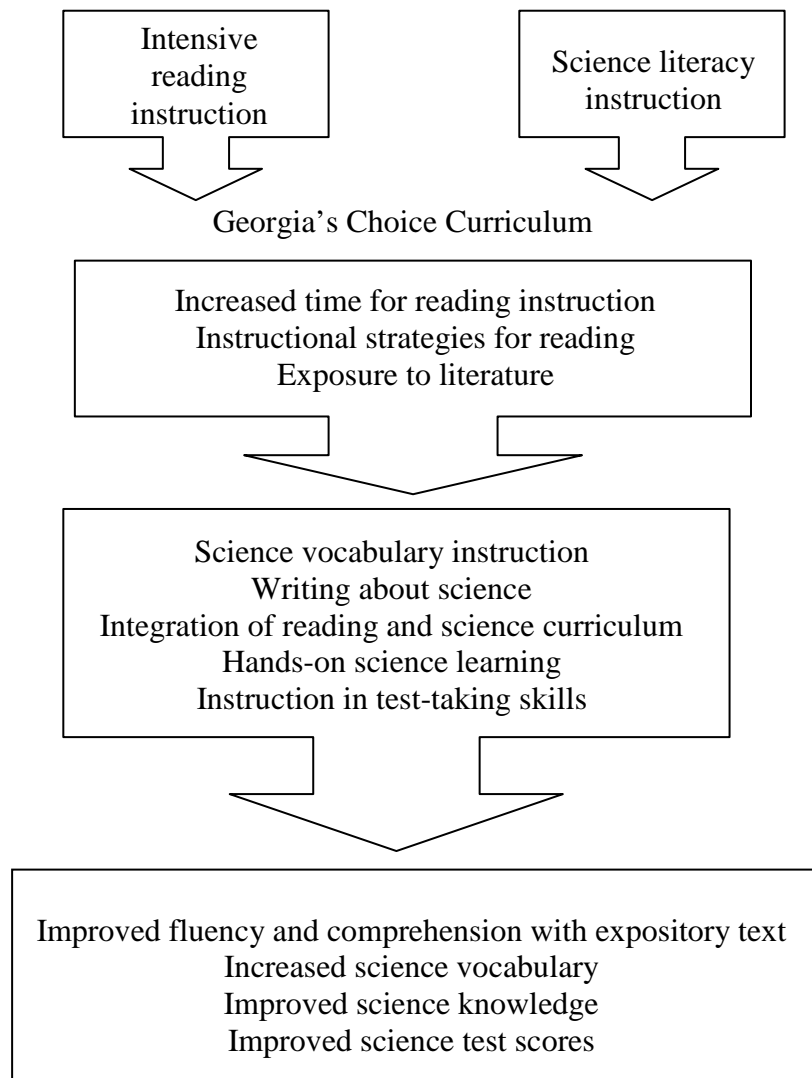 Intensive
reading
instruction
Science literacy
instruction
Georgia’s Choice Curriculum
Increased time for reading instruction
Instructional strategies for reading
Exposure to literature
Science vocabulary instruction
Writing about science
Integration of reading and science curriculum
Hands-on science learning
Instruction in test-taking skills
Improved fluency and comprehension with expository text
Increased science vocabulary
Improved science knowledge
Improved science test scores